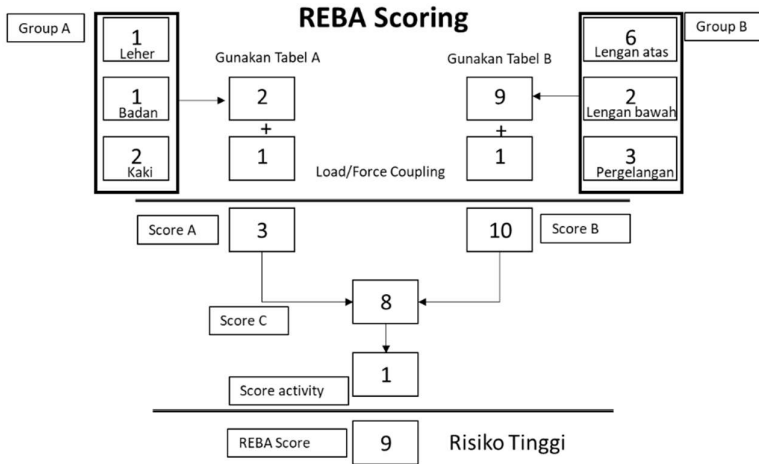 REBA Scoring
Group A
1
Leher
1
Badan
2
Kaki
Gunakan Tabel A
2
+
1
Load/Force Coupling
Gunakan Tabel B
9
+
1
Group B
6
Lengan atas
2
Lengan bawah
3
Pergelangan
Score A
3
10
Score B
8
Score C
1
Score activity
REBA Score
9
Risiko Tinggi